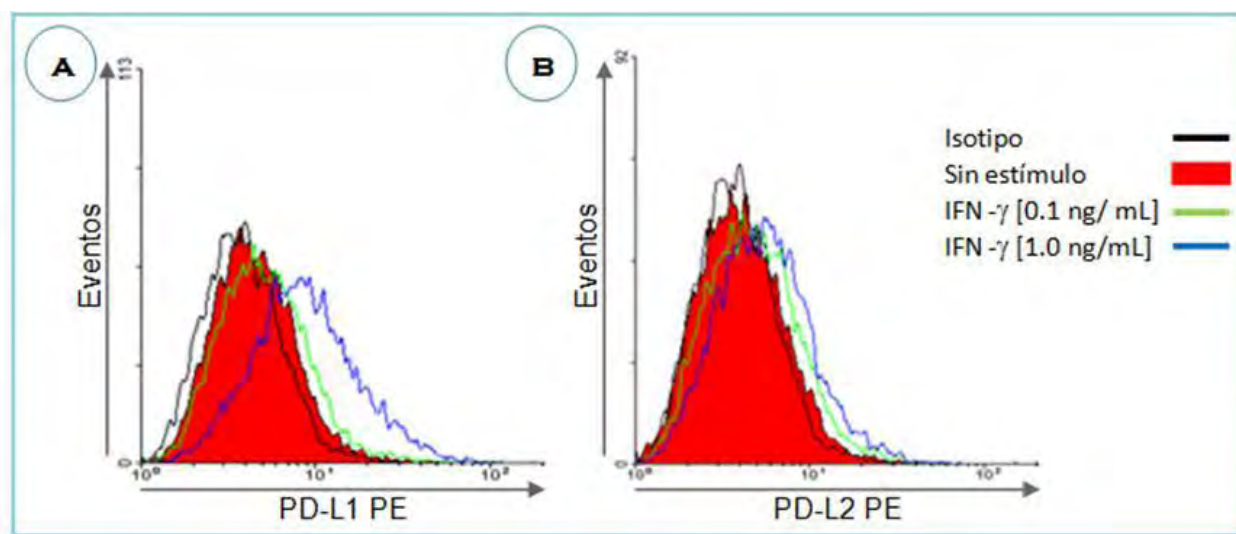 A
113
Eventos
0
10⁰
10¹
10²
PD-L1 PE
B
92
Eventos
0
10⁰
10¹
10²
PD-L2 PE
Isotipo
Sin estímulo
IFN -γ [0.1 ng/ mL]
IFN -γ [1.0 ng/mL]